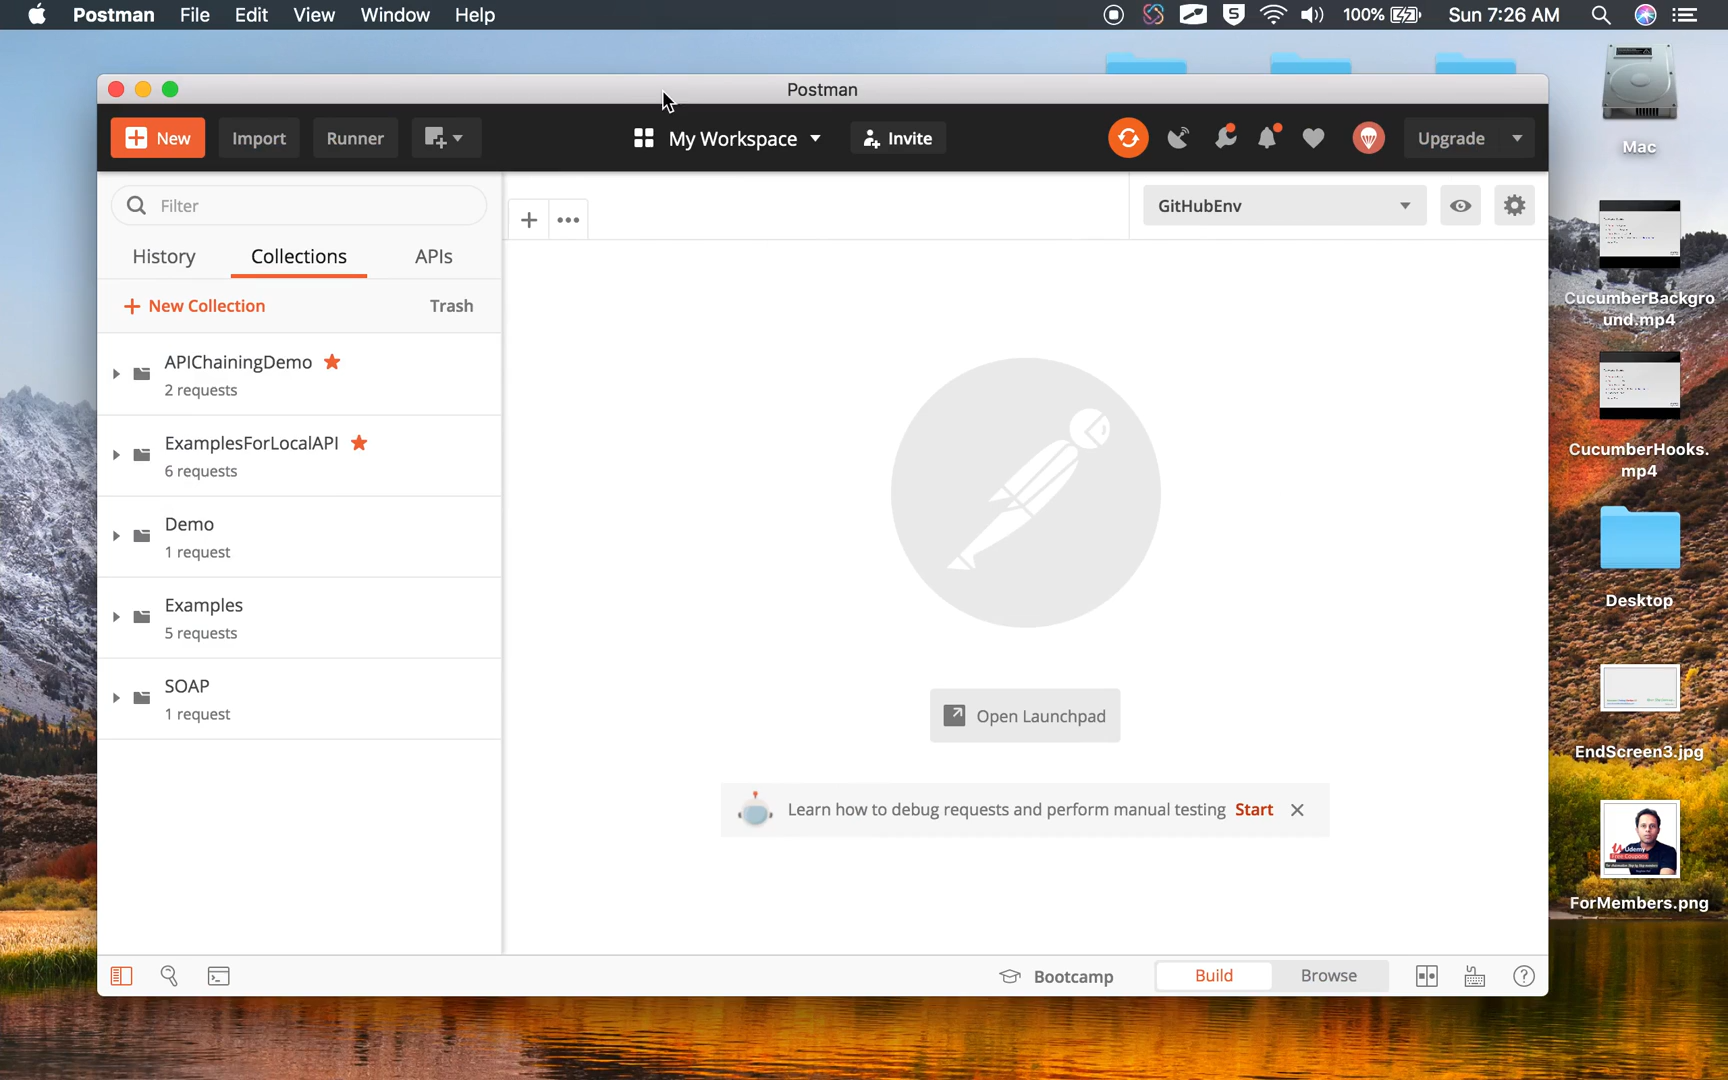 Postman File Edit View Window Help
S 100% Sun 7:26 AM
Postman
New Import Runner My Workspace Invite Upgrade
Filter
GitHubEnv
History Collections APIs
New Collection Trash
APIChainingDemo
2 requests
ExamplesForLocalAPI
6 requests
Demo
1 request
Examples
5 requests
SOAP
1 request
Open Launchpad
Learn how to debug requests and perform manual testing Start
Bootcamp Build Browse
Mac
CucumberBackgro
und.mp4
CucumberHooks.
mp4
Desktop
EndScreen3.jpg
Udemy
ForMembers.png